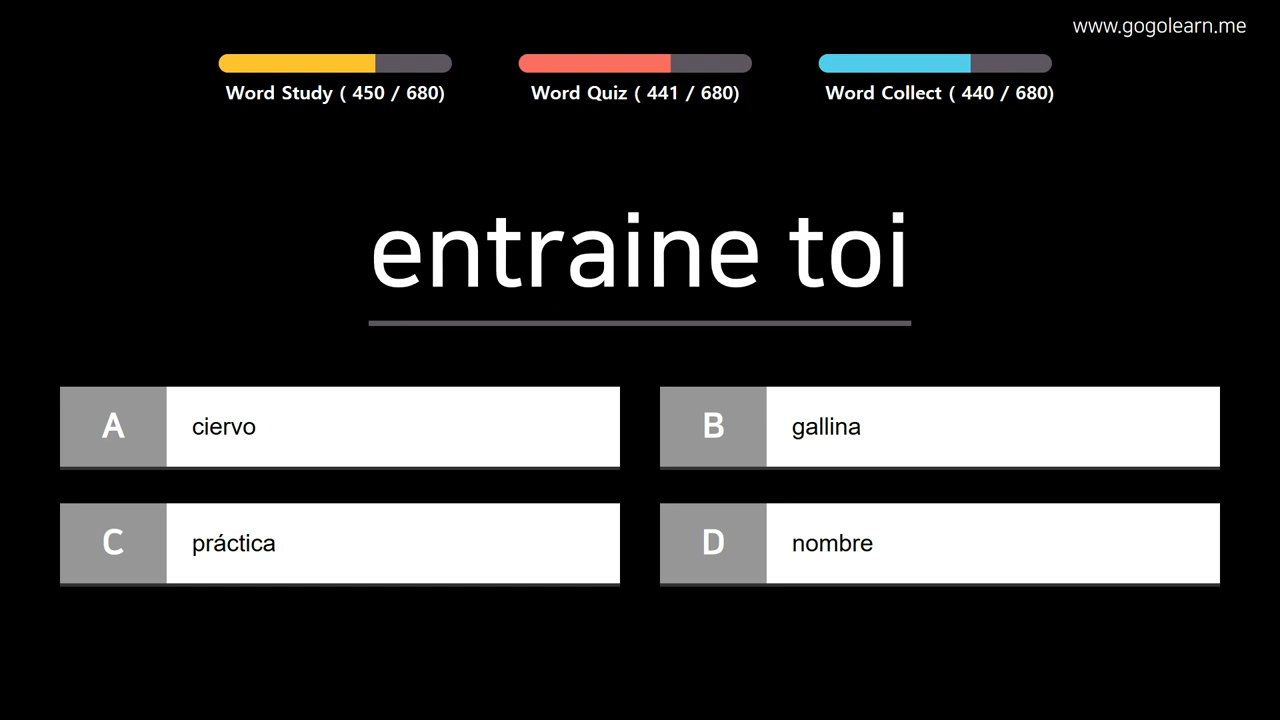 www.gogolearn.me
Word Study ( 450 / 680)
Word Quiz ( 441 / 680)
Word Collect ( 440 / 680)
entraine toi
A ciervo
B gallina
C práctica
D nombre